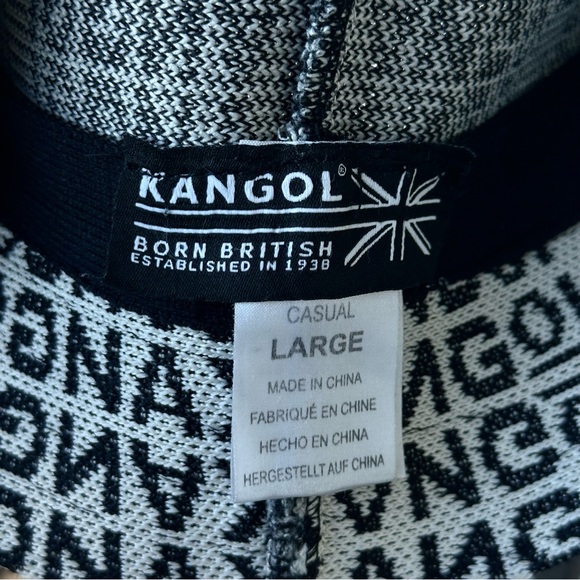 KANGOL®
BORN BRITISH
ESTABLISHED IN 1938
CASUAL
LARGE
MADE IN CHINA
FABRIQUÉ EN CHINE
HECHO EN CHINA
HERGESTELLT AUF CHINA